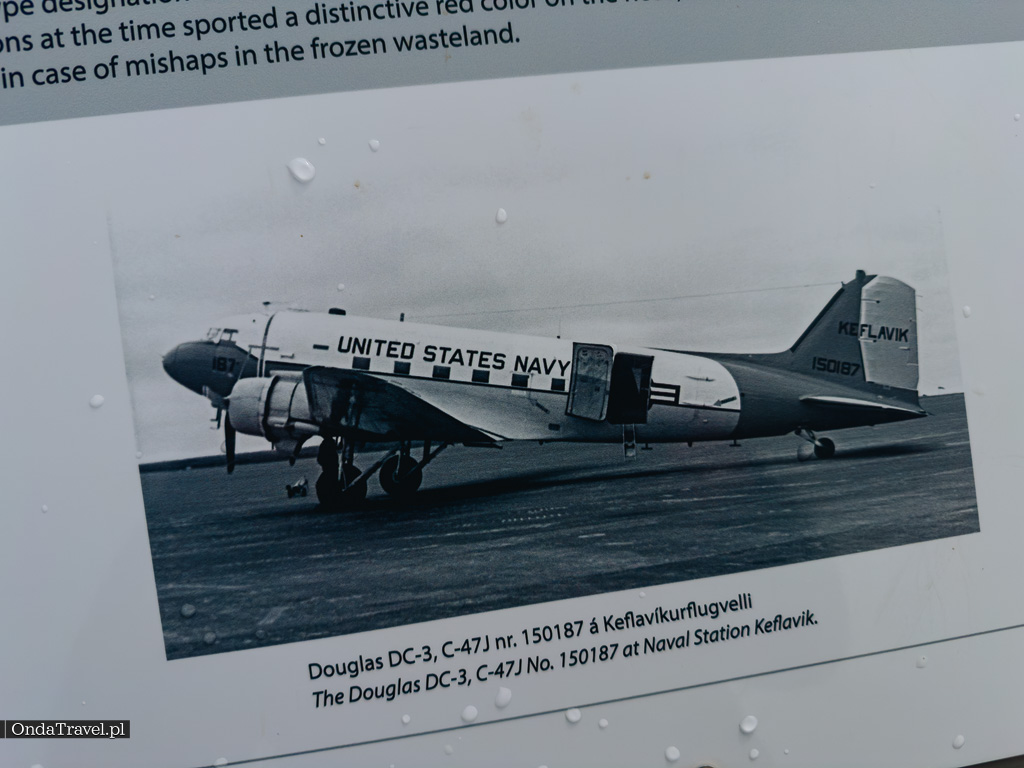 designation
ons at the time sported a distinctive red color on the
in case of mishaps in the frozen wasteland.
KEFLAVIK
150187
UNITED STATES NAVY
187
Douglas DC-3, C-47J nr. 150187 á Keflavíkurflugvelli
The Douglas DC-3, C-47J No. 150187 at Naval Station Keflavik.
OndaTravel.pl